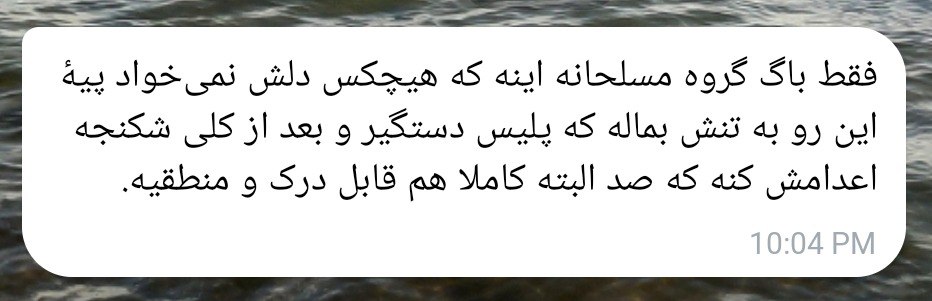 فقط باگ گروه مسلحانه اینه که هیچکس دلش نمی‌خواد پیهٔ
این رو به تنش بماله که پلیس دستگیر و بعد از کلی شکنجه
اعدامش کنه که صد البته کاملا هم قابل درک و منطقیه.
10:04 PM